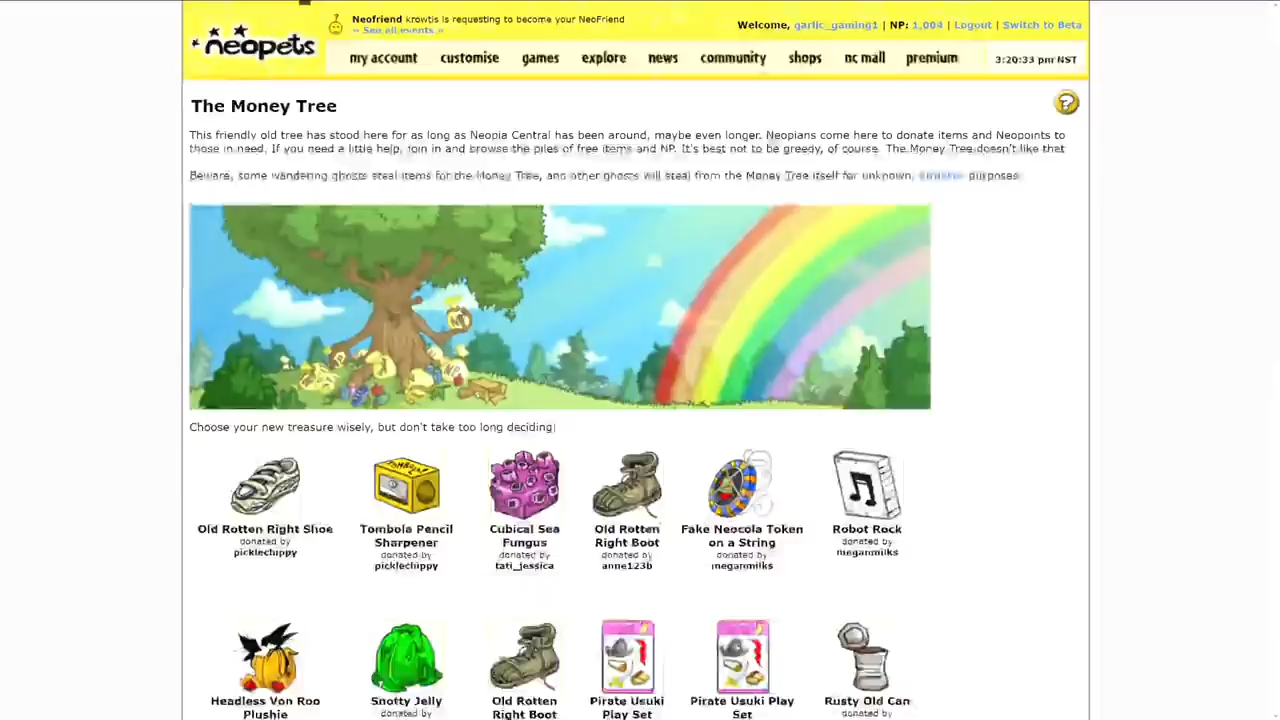 neopets
Neofriend krowtis is requesting to become your NeoFriend
» See all events «
Welcome, garlic_gaming1 | NP: 1,004 | Logout | Switch to Beta
my account customise games explore news community shops nc mall premium 3:20:33 pm NST
The Money Tree
This friendly old tree has stood here for as long as Neopia Central has been around, maybe even longer. Neopians come here to donate items and Neopoints to
those in need. If you need a little help, join in and browse the piles of free items and NP. It's best not to be greedy, of course. The Money Tree doesn't like that
Beware, some wandering ghosts steal items for the Money Tree, and other ghosts will steal from the Money Tree itself for unknown, sinister purposes
Choose your new treasure wisely, but don't take too long deciding!
Old Rotten Right Shoe
donated by
picklechippy
Tombola Pencil
Sharpener
donated by
picklechippy
Cubical Sea
Fungus
donated by
tati_jessica
Old Rotten
Right Boot
donated by
anne123b
Fake Neocola Token
on a String
donated by
meganmilks
Robot Rock
donated by
meganmilks
Headless Von Roo
Plushie
Snotty Jelly
donated by
Old Rotten
Right Boot
Pirate Usuki
Play Set
Pirate Usuki Play
Set
Rusty Old Can
donated by